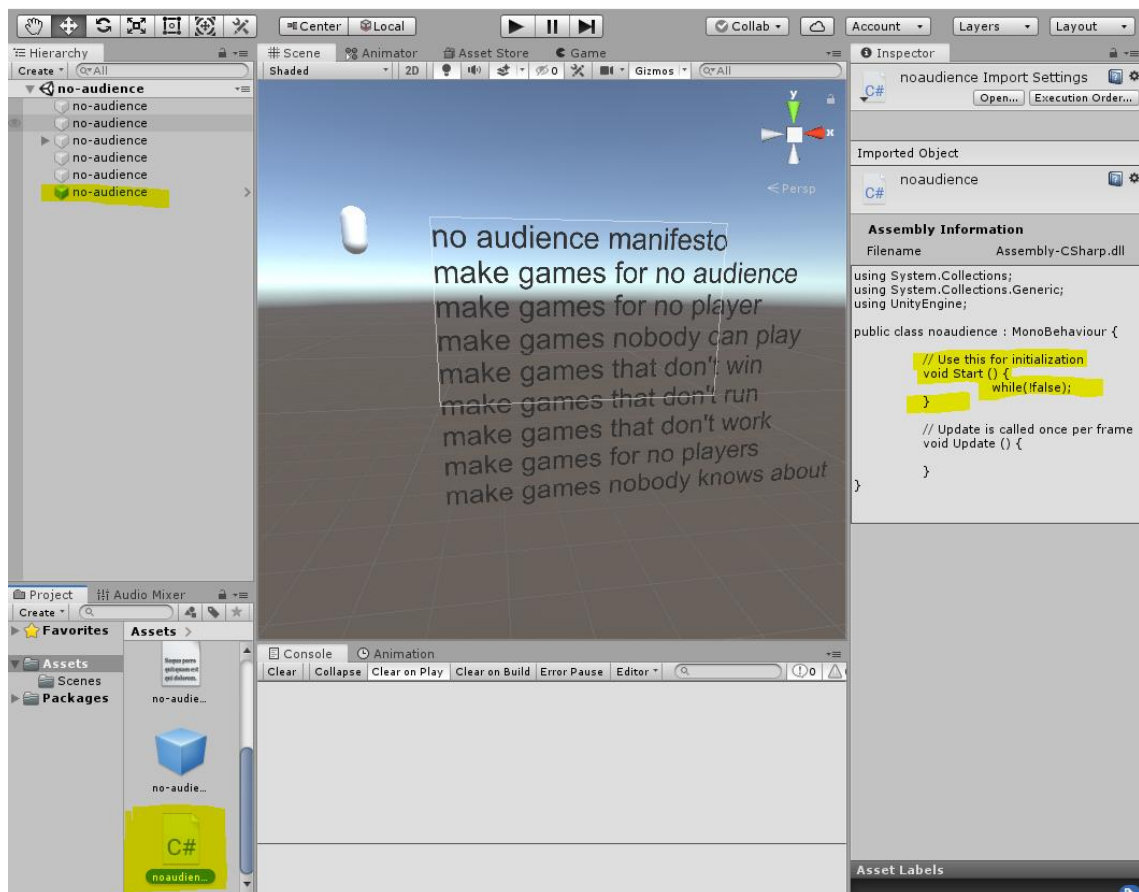 Center Local
Collab
Account Layers Layout
Hierarchy
Create All
no-audience
no-audience
no-audience
no-audience
no-audience
no-audience
no-audience
Project Audio Mixer
Create
Favorites
Assets
Scenes
Packages
Assets
no-audie...
no-audie...
C#
noaudien...
Scene Animator Asset Store Game
Shaded 2D 0 Gizmos All
y
x
Persp
no audience manifesto
make games for no audience
make games for no player
make games nobody can play
make games that don't win
make games that don't run
make games that don't work
make games for no players
make games nobody knows about
Console Animation
Clear Collapse Clear on Play Clear on Build Error Pause Editor 0
Inspector
C#
noaudience Import Settings
Open... Execution Order...
Imported Object
C#
noaudience
Assembly Information
Filename Assembly-CSharp.dll
using System.Collections;
using System.Collections.Generic;
using UnityEngine;
public class noaudience : MonoBehaviour {
// Use this for initialization
void Start () {
while(!false);
}
// Update is called once per frame
void Update () {
}
}
Asset Labels